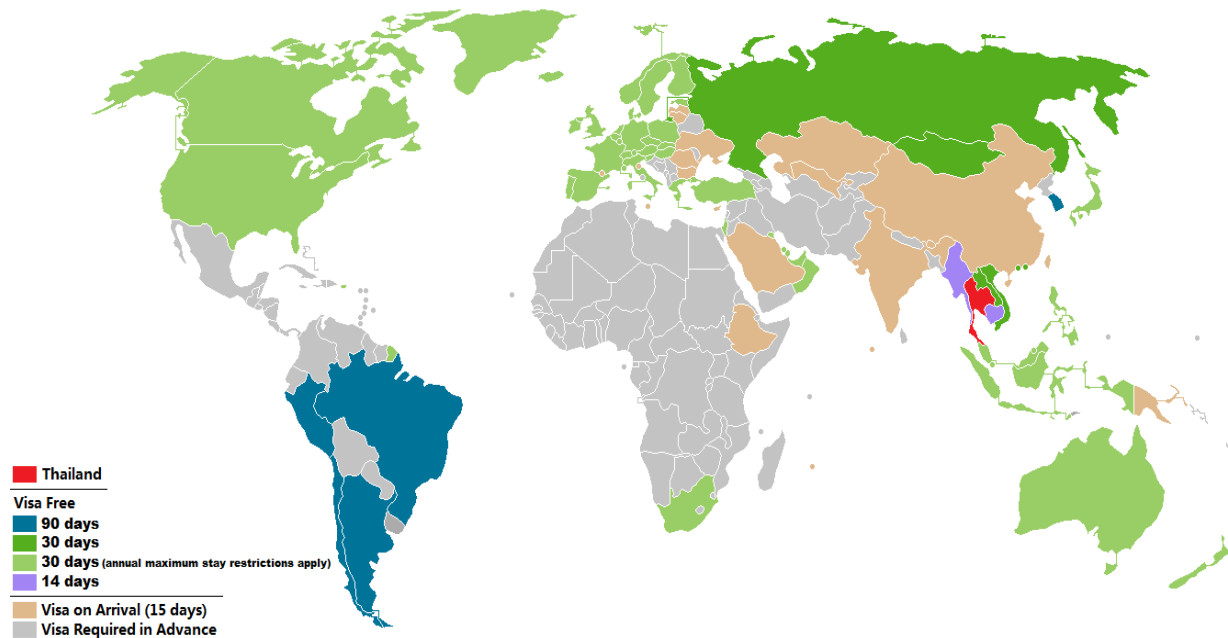 Thailand
Visa Free
90 days
30 days
30 days (annual maximum stay restrictions apply)
14 days
Visa on Arrival (15 days)
Visa Required in Advance